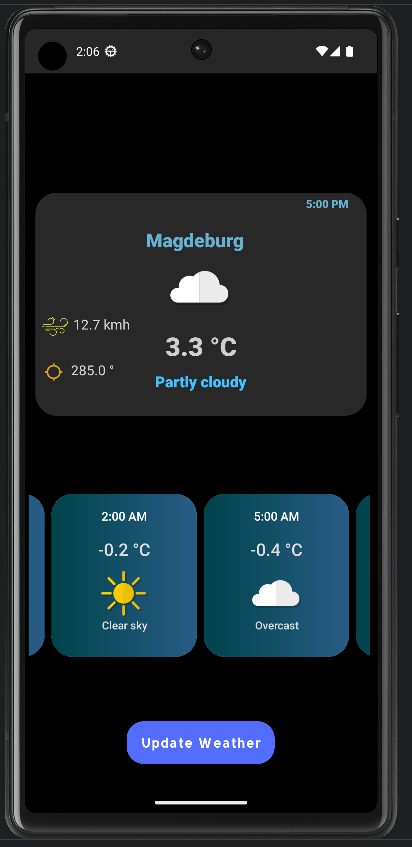 2:06
5:00 PM
Magdeburg
12.7 kmh
3.3 °C
285.0 °
Partly cloudy
2:00 AM
-0.2 °C
Clear sky
5:00 AM
-0.4 °C
Overcast
Update Weather